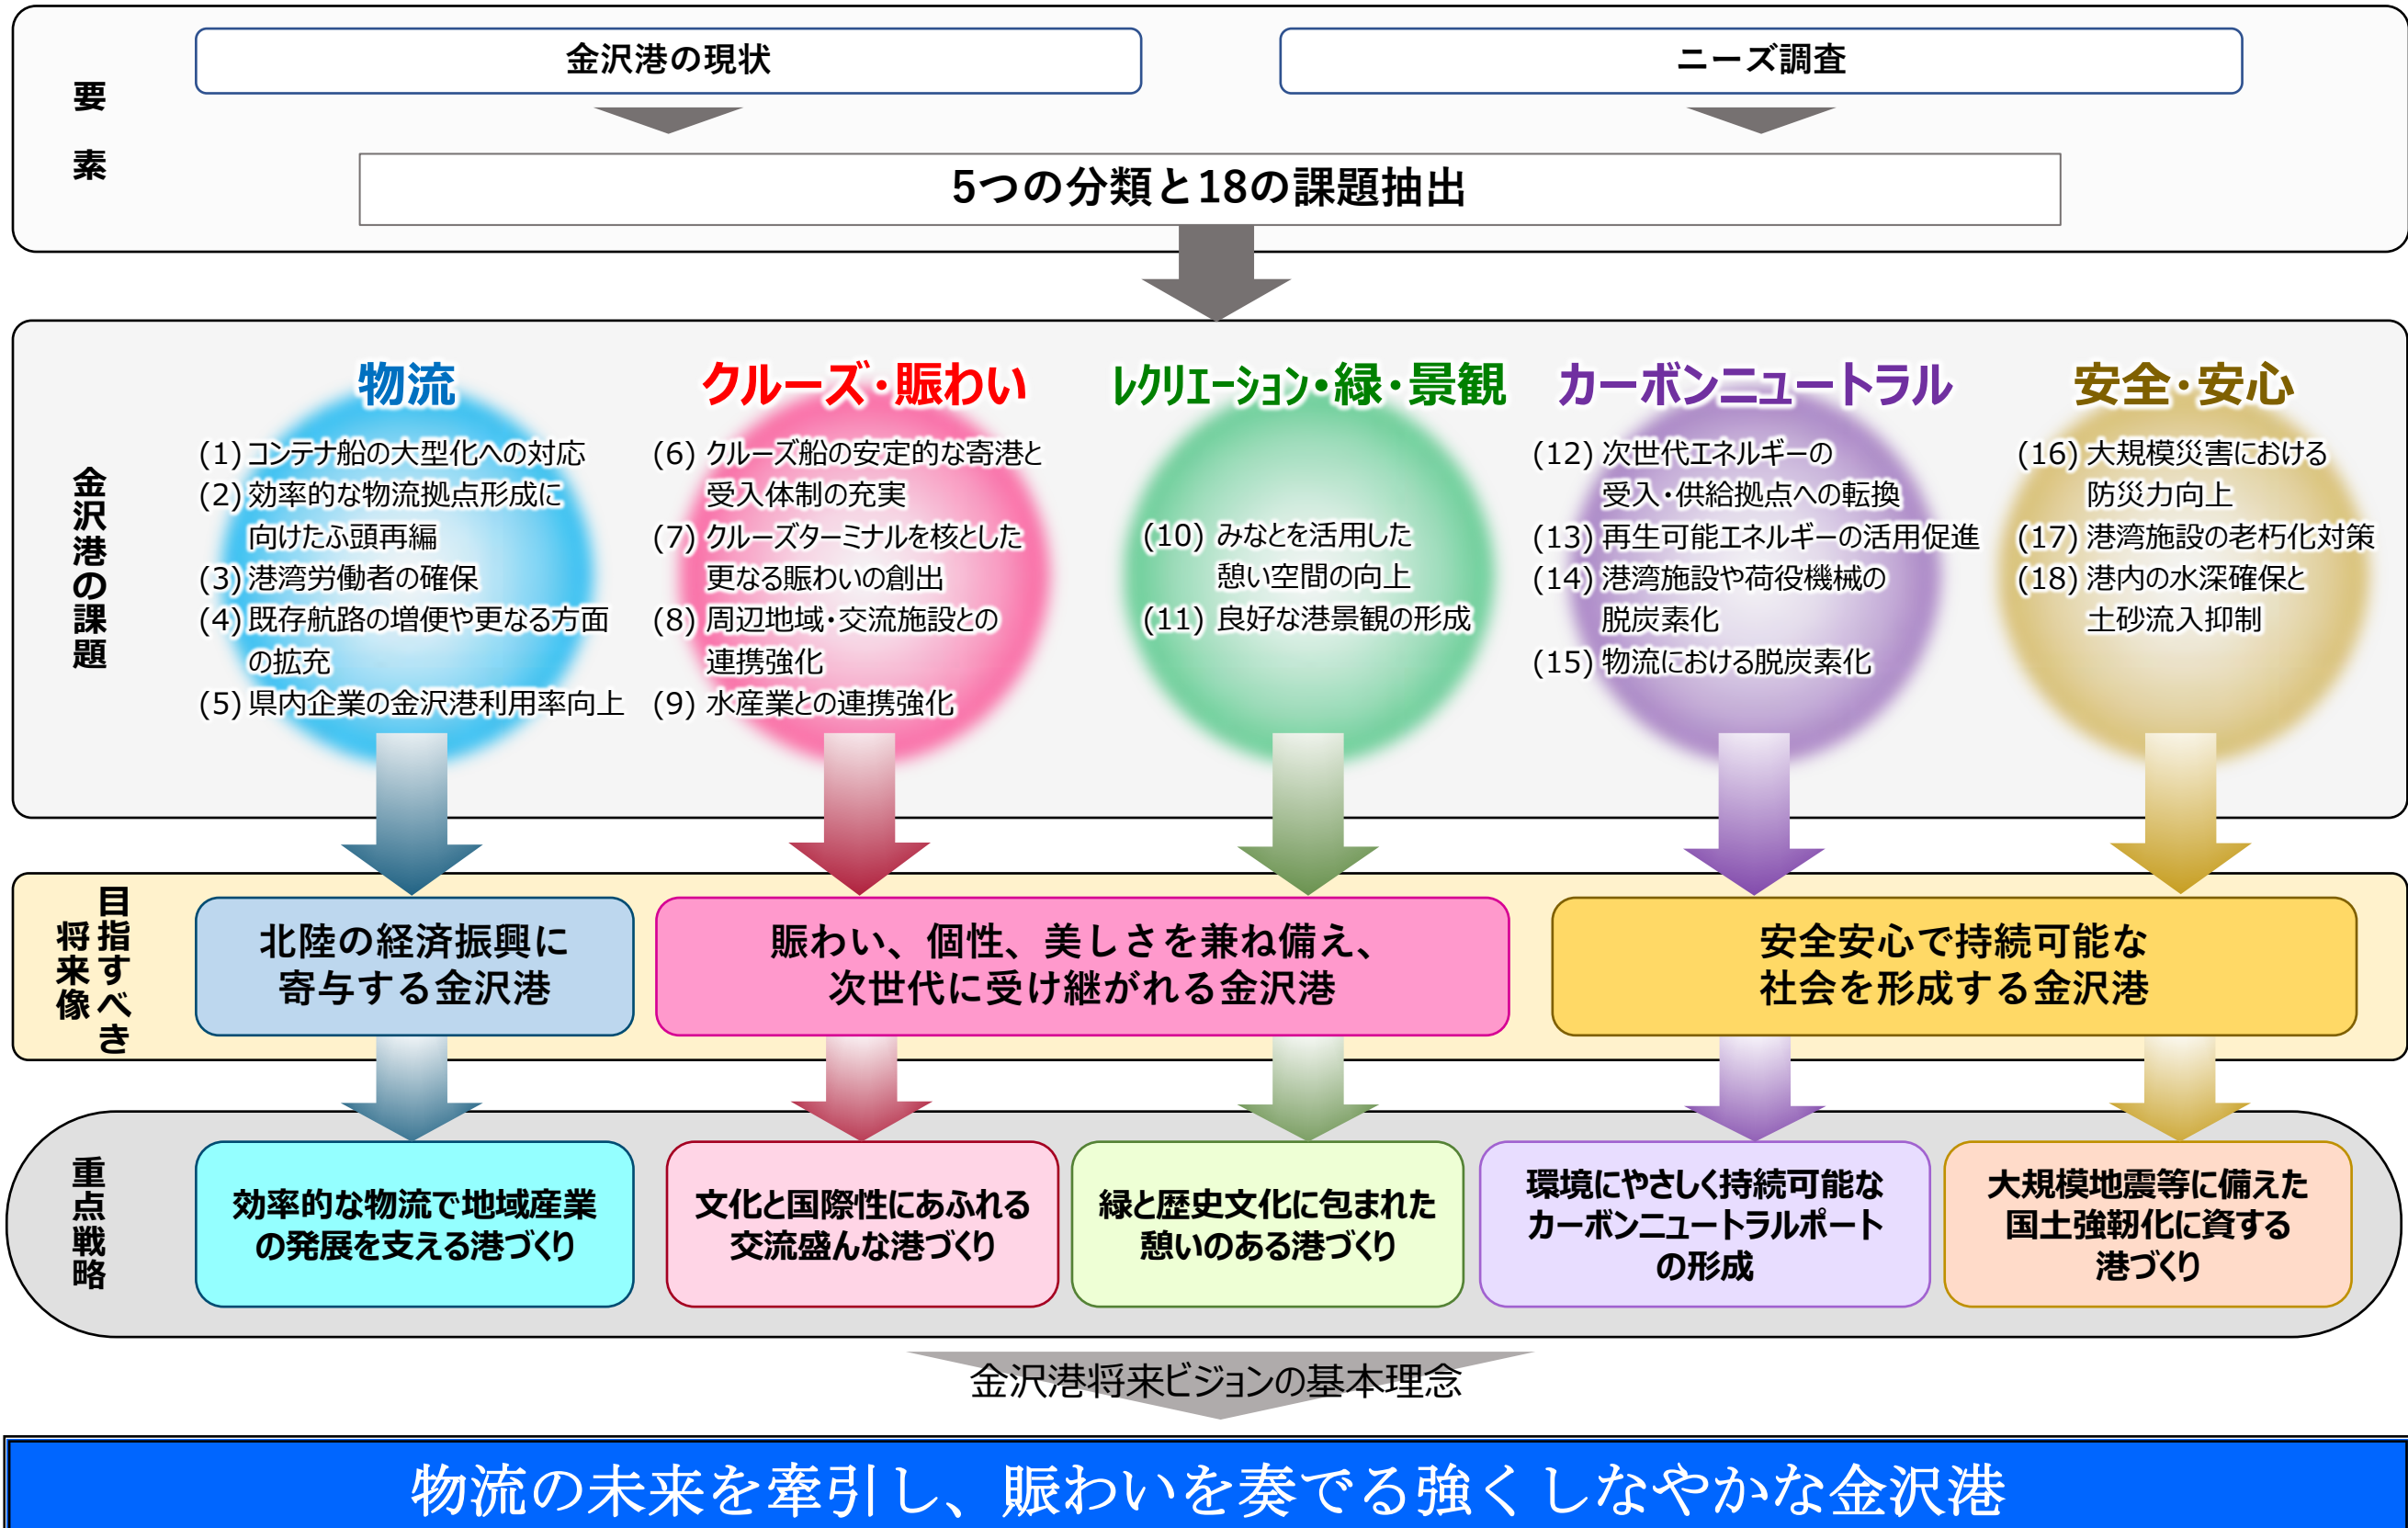 要素
金沢港の現状
ニーズ調査
5つの分類と18の課題抽出
金沢港の課題
物流
(1) コンテナ船の大型化への対応
(2) 効率的な物流拠点形成に
向けたふ頭再編
(3) 港湾労働者の確保
(4) 既存航路の増便や更なる方面
の拡充
(5) 県内企業の金沢港利用率向上
クルーズ・賑わい
(6) クルーズ船の安定的な寄港と
受入体制の充実
(7) クルーズターミナルを核とした
更なる賑わいの創出
(8) 周辺地域・交流施設との
連携強化
(9) 水産業との連携強化
レクリエーション・緑・景観
(10) みなとを活用した
憩い空間の向上
(11) 良好な港景観の形成
カーボンニュートラル
(12) 次世代エネルギーの
受入・供給拠点への転換
(13) 再生可能エネルギーの活用促進
(14) 港湾施設や荷役機械の
脱炭素化
(15) 物流における脱炭素化
安全・安心
(16) 大規模災害における
防災力向上
(17) 港湾施設の老朽化対策
(18) 港内の水深確保と
土砂流入抑制
目指すべき
将来像
北陸の経済振興に
寄与する金沢港
賑わい、個性、美しさを兼ね備え、
次世代に受け継がれる金沢港
安全安心で持続可能な
社会を形成する金沢港
重点戦略
効率的な物流で地域産業
の発展を支える港づくり
文化と国際性にあふれる
交流盛んな港づくり
緑と歴史文化に包まれた
憩いのある港づくり
環境にやさしく持続可能な
カーボンニュートラルポート
の形成
大規模地震等に備えた
国土強靭化に資する
港づくり
金沢港将来ビジョンの基本理念
物流の未来を牽引し、賑わいを奏でる強くしなやかな金沢港